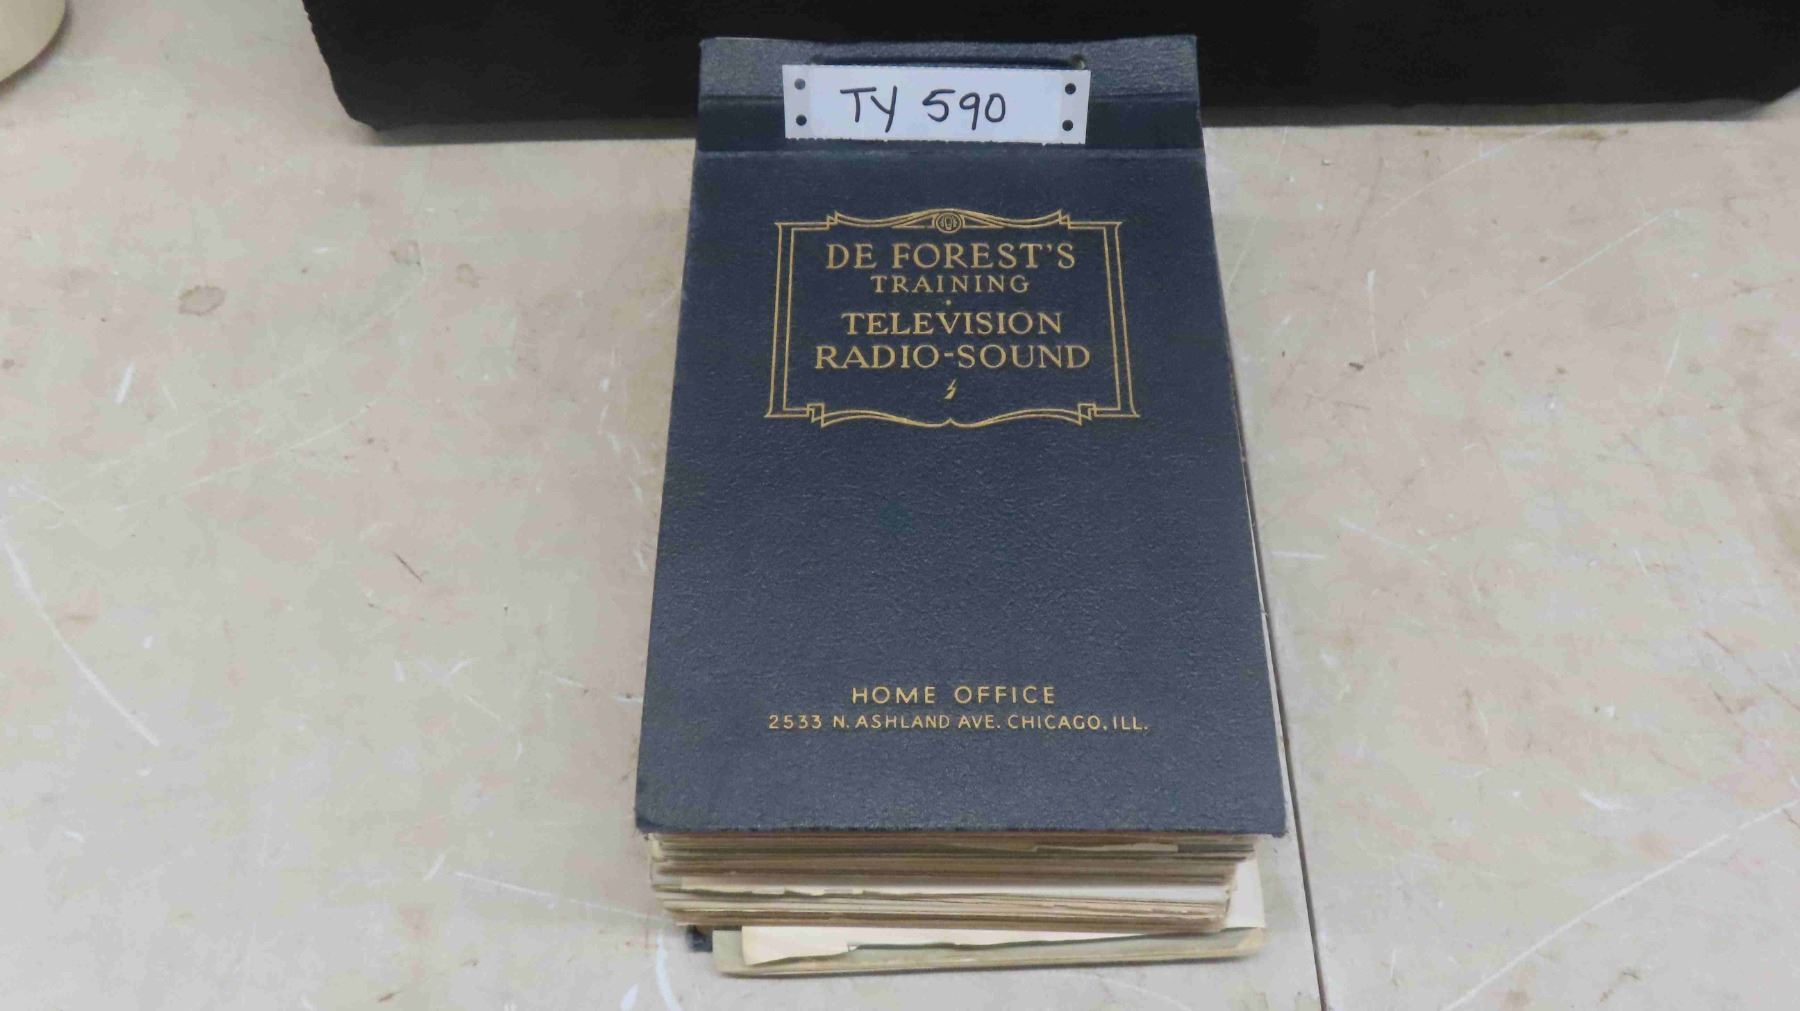 TY 590
DE FOREST'S
TRAINING
TELEVISION
RADIO-SOUND
HOME OFFICE
2533 N. ASHLAND AVE. CHICAGO, ILL.